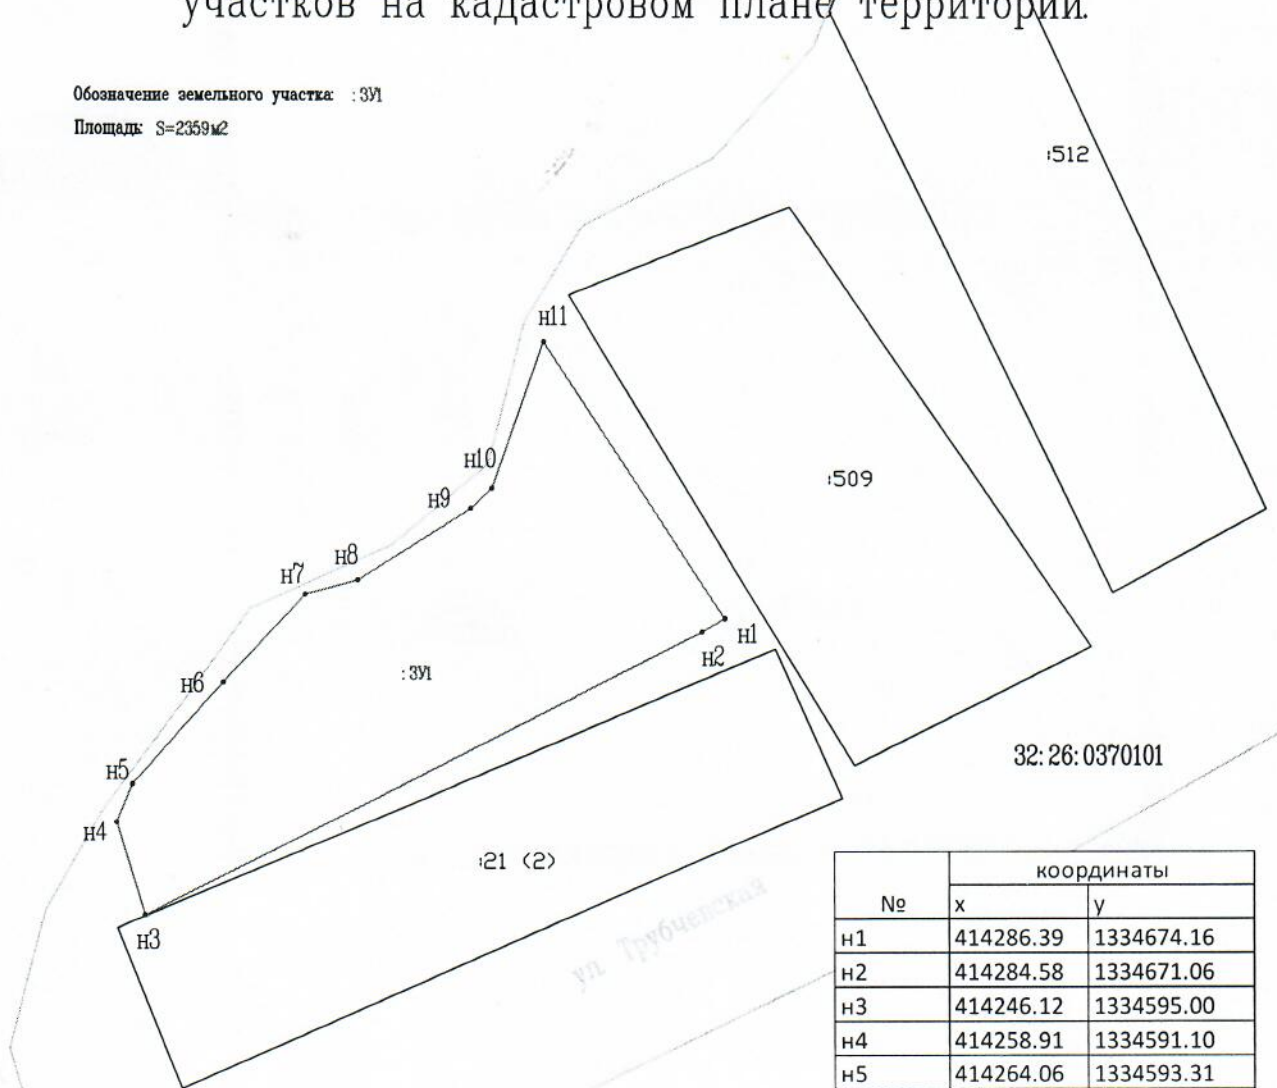 участков на кадастровом плане территории.
Обозначение земельного участка: :ЗУ1
Площадь: S=2359м2
:512
н11
н10
:509
н9
н8
н7
н1
н2
:ЗУ1
н6
32:26:0370101
н5
н4
:21 (2)
ул Трубчевская
н3
№ координаты
x y
н1 414286.39 1334674.16
н2 414284.58 1334671.06
н3 414246.12 1334595.00
н4 414258.91 1334591.10
н5 414264.06 1334593.31